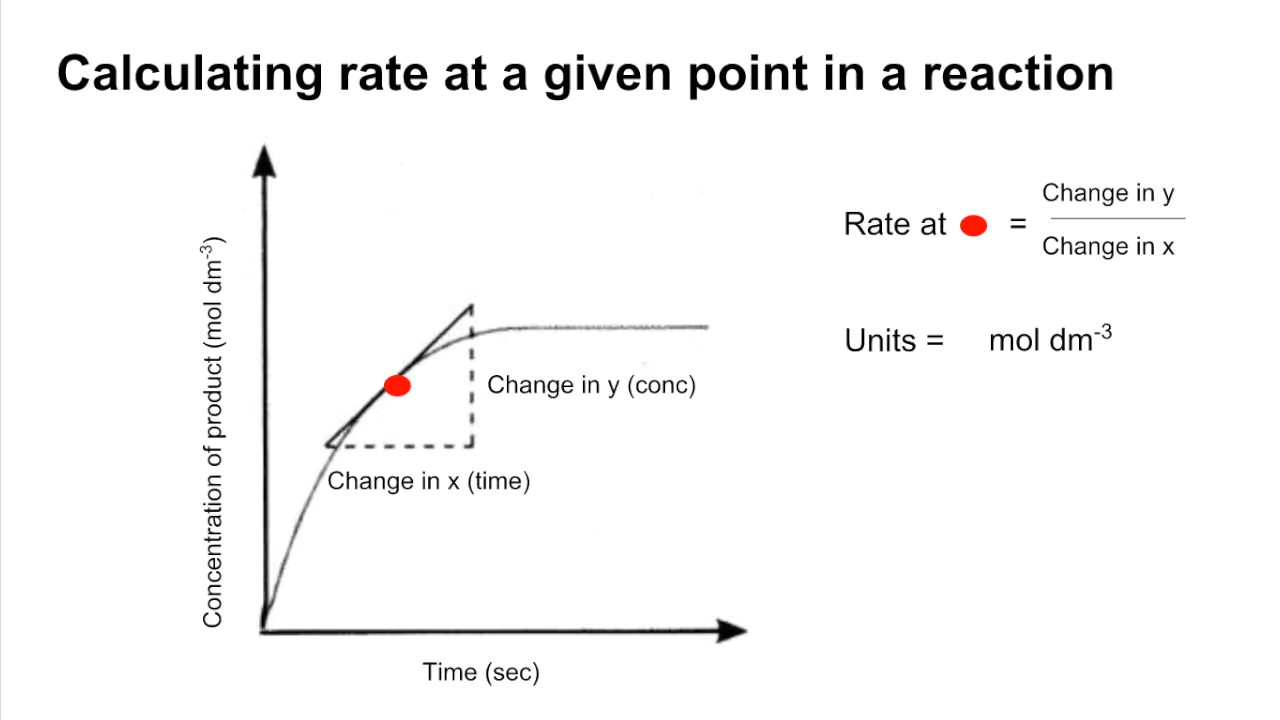 Calculating rate at a given point in a reaction
Concentration of product (mol dm⁻³)
Change in y (conc)
Change in x (time)
Time (sec)
Rate at =
Change in y
Change in x
Units = mol dm⁻³